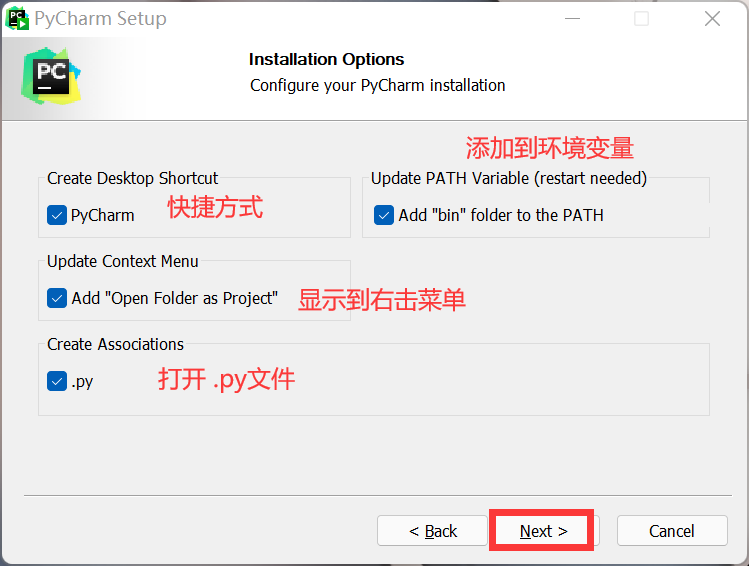 PyCharm Setup
PC
Installation Options
Configure your PyCharm installation
添加到环境变量
Create Desktop Shortcut
Update PATH Variable (restart needed)
PyCharm
快捷方式
Add "bin" folder to the PATH
Update Context Menu
Add "Open Folder as Project"
显示到右击菜单
Create Associations
.py
打开 .py文件
< Back
Next >
Cancel